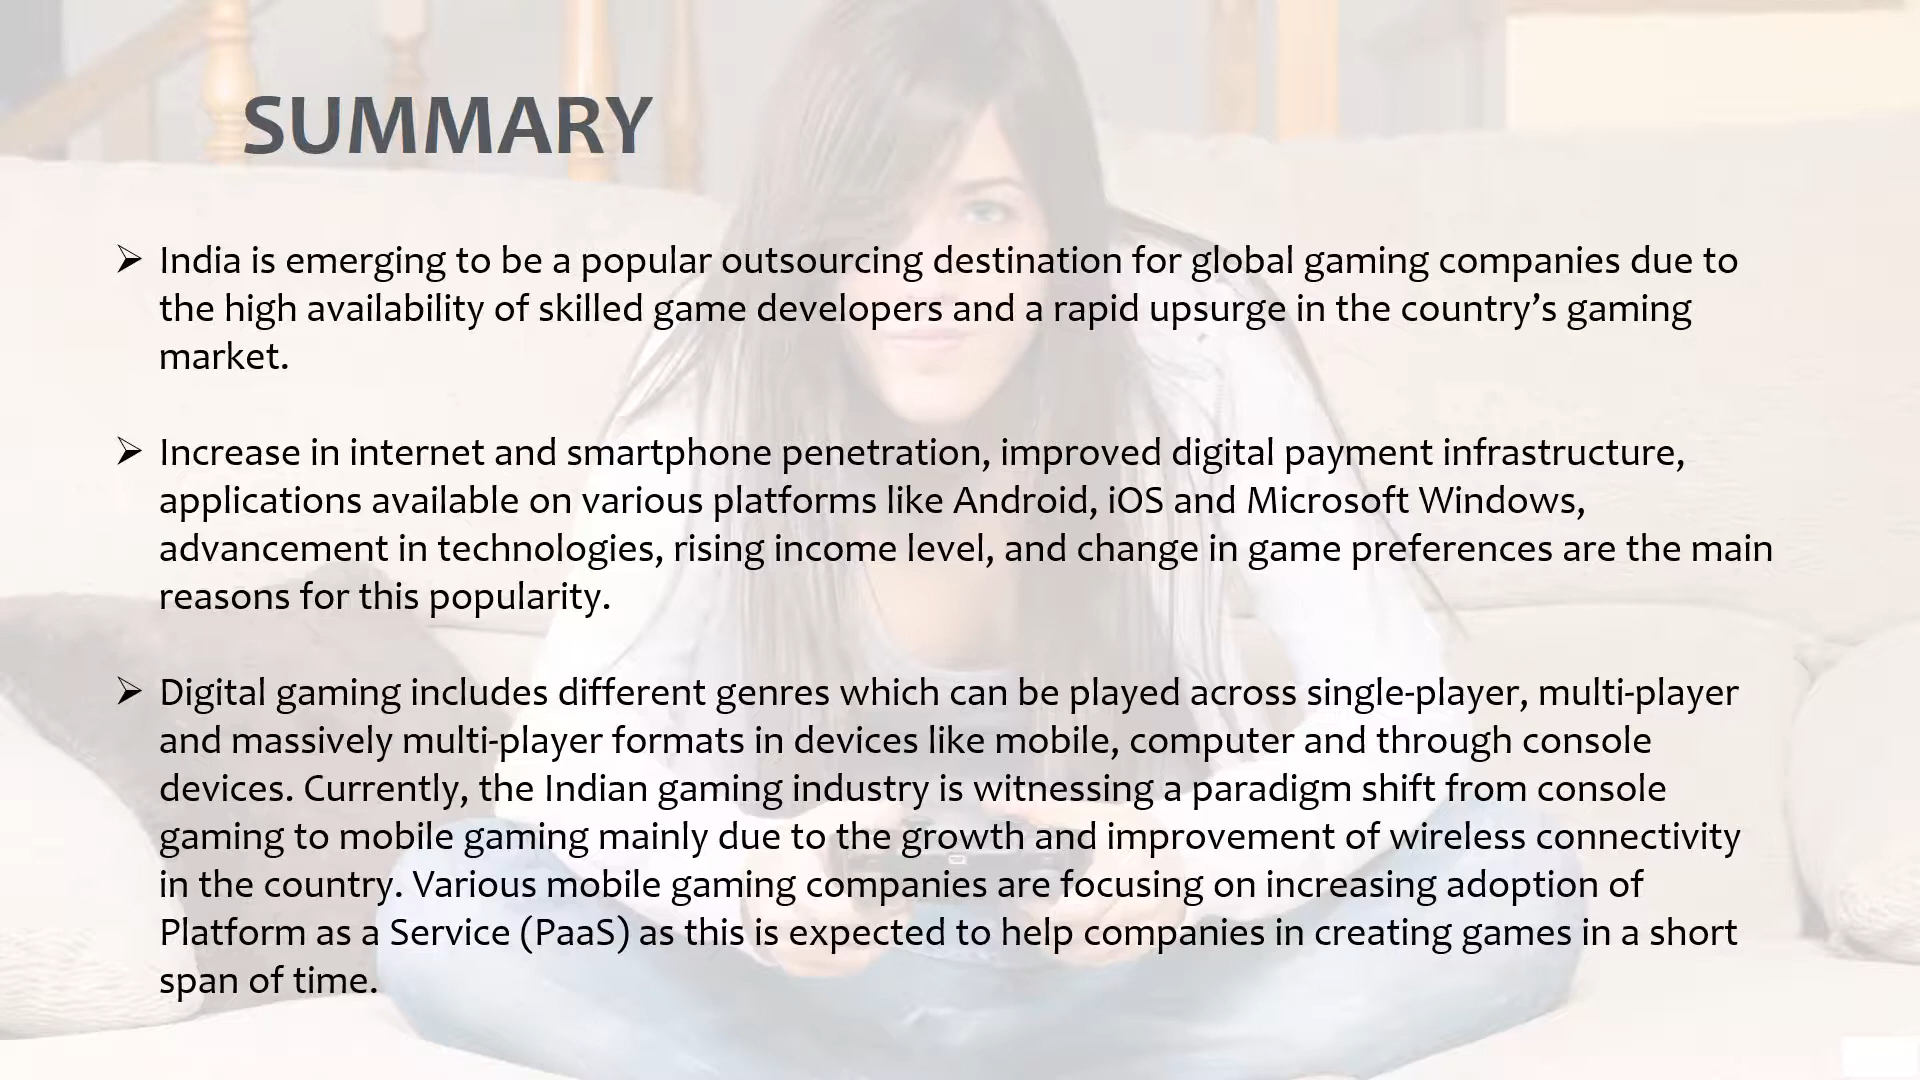 SUMMARY
➢ India is emerging to be a popular outsourcing destination for global gaming companies due to
the high availability of skilled game developers and a rapid upsurge in the country’s gaming
market.
➢ Increase in internet and smartphone penetration, improved digital payment infrastructure,
applications available on various platforms like Android, iOS and Microsoft Windows,
advancement in technologies, rising income level, and change in game preferences are the main
reasons for this popularity.
➢ Digital gaming includes different genres which can be played across single-player, multi-player
and massively multi-player formats in devices like mobile, computer and through console
devices. Currently, the Indian gaming industry is witnessing a paradigm shift from console
gaming to mobile gaming mainly due to the growth and improvement of wireless connectivity
in the country. Various mobile gaming companies are focusing on increasing adoption of
Platform as a Service (PaaS) as this is expected to help companies in creating games in a short
span of time.